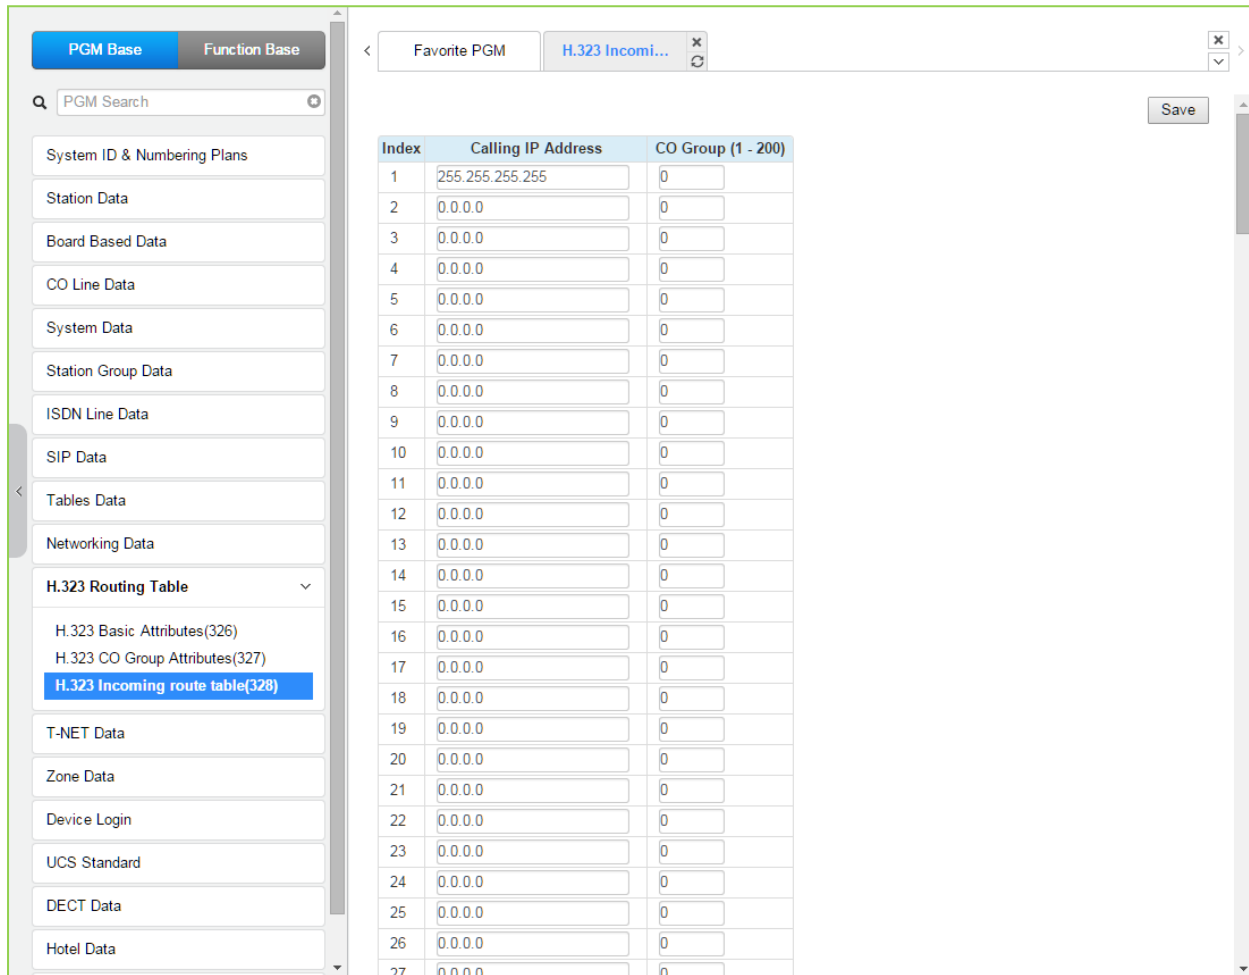 PGM Base Function Base
PGM Search
System ID & Numbering Plans
Station Data
Board Based Data
CO Line Data
System Data
Station Group Data
ISDN Line Data
SIP Data
Tables Data
Networking Data
H.323 Routing Table
H.323 Basic Attributes(326)
H.323 CO Group Attributes(327)
H.323 Incoming route table(328)
T-NET Data
Zone Data
Device Login
UCS Standard
DECT Data
Hotel Data
Favorite PGM H.323 Incomi...
Save
Index Calling IP Address CO Group (1 - 200)
1 255.255.255.255 0
2 0.0.0.0 0
3 0.0.0.0 0
4 0.0.0.0 0
5 0.0.0.0 0
6 0.0.0.0 0
7 0.0.0.0 0
8 0.0.0.0 0
9 0.0.0.0 0
10 0.0.0.0 0
11 0.0.0.0 0
12 0.0.0.0 0
13 0.0.0.0 0
14 0.0.0.0 0
15 0.0.0.0 0
16 0.0.0.0 0
17 0.0.0.0 0
18 0.0.0.0 0
19 0.0.0.0 0
20 0.0.0.0 0
21 0.0.0.0 0
22 0.0.0.0 0
23 0.0.0.0 0
24 0.0.0.0 0
25 0.0.0.0 0
26 0.0.0.0 0
27 0.0.0.0 0